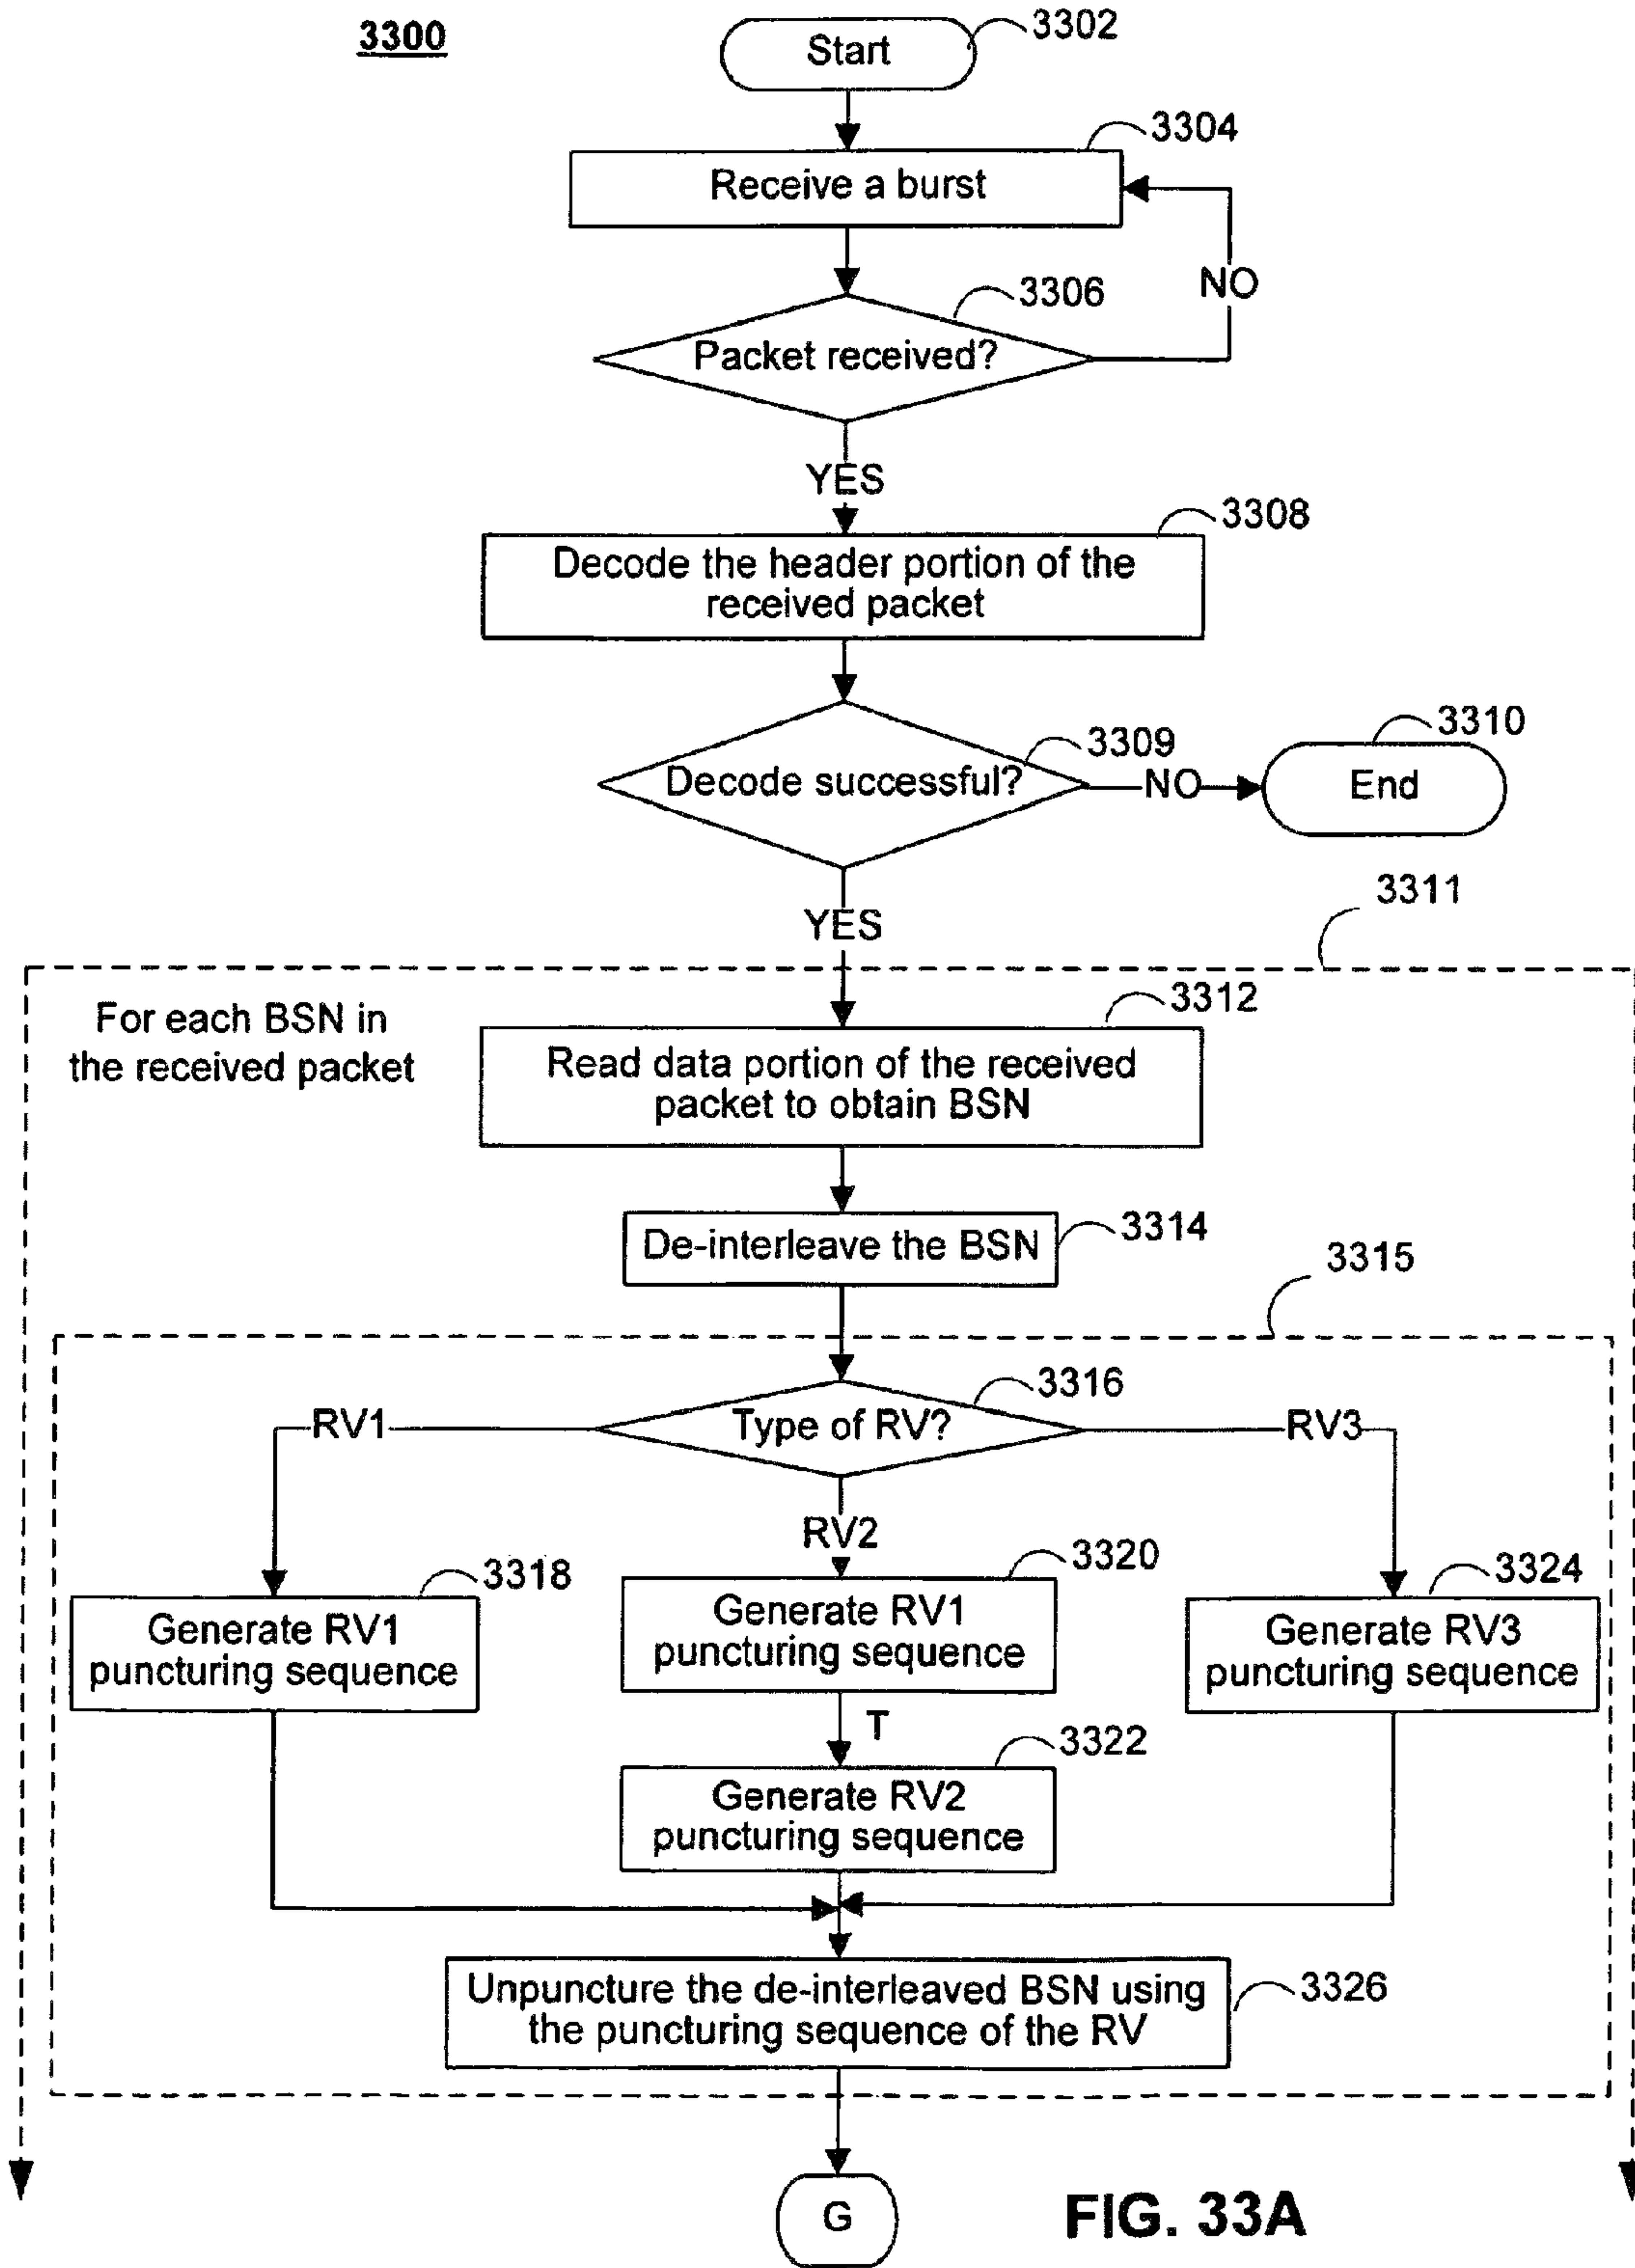 3300
Start
3302
3304
Receive a burst
NO
3306
Packet received?
YES
3308
Decode the header portion of the
received packet
3309
3310
Decode successful?
NO
End
YES
3311
For each BSN in
the received packet
3312
Read data portion of the received
packet to obtain BSN
3314
De-interleave the BSN
3315
3316
RV1
Type of RV?
RV3
RV2
3318
3320
3324
Generate RV1
puncturing sequence
Generate RV1
puncturing sequence
Generate RV3
puncturing sequence
T
3322
Generate RV2
puncturing sequence
Unpuncture the de-interleaved BSN using
the puncturing sequence of the RV
3326
G
FIG. 33A